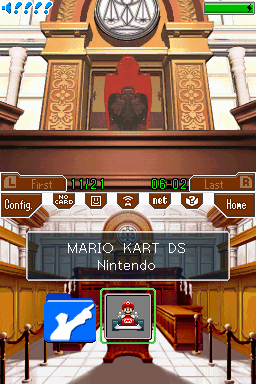 L First 11/21 06-02 Last R
Config. NO CARD net ? Home
MARIO KART DS
Nintendo